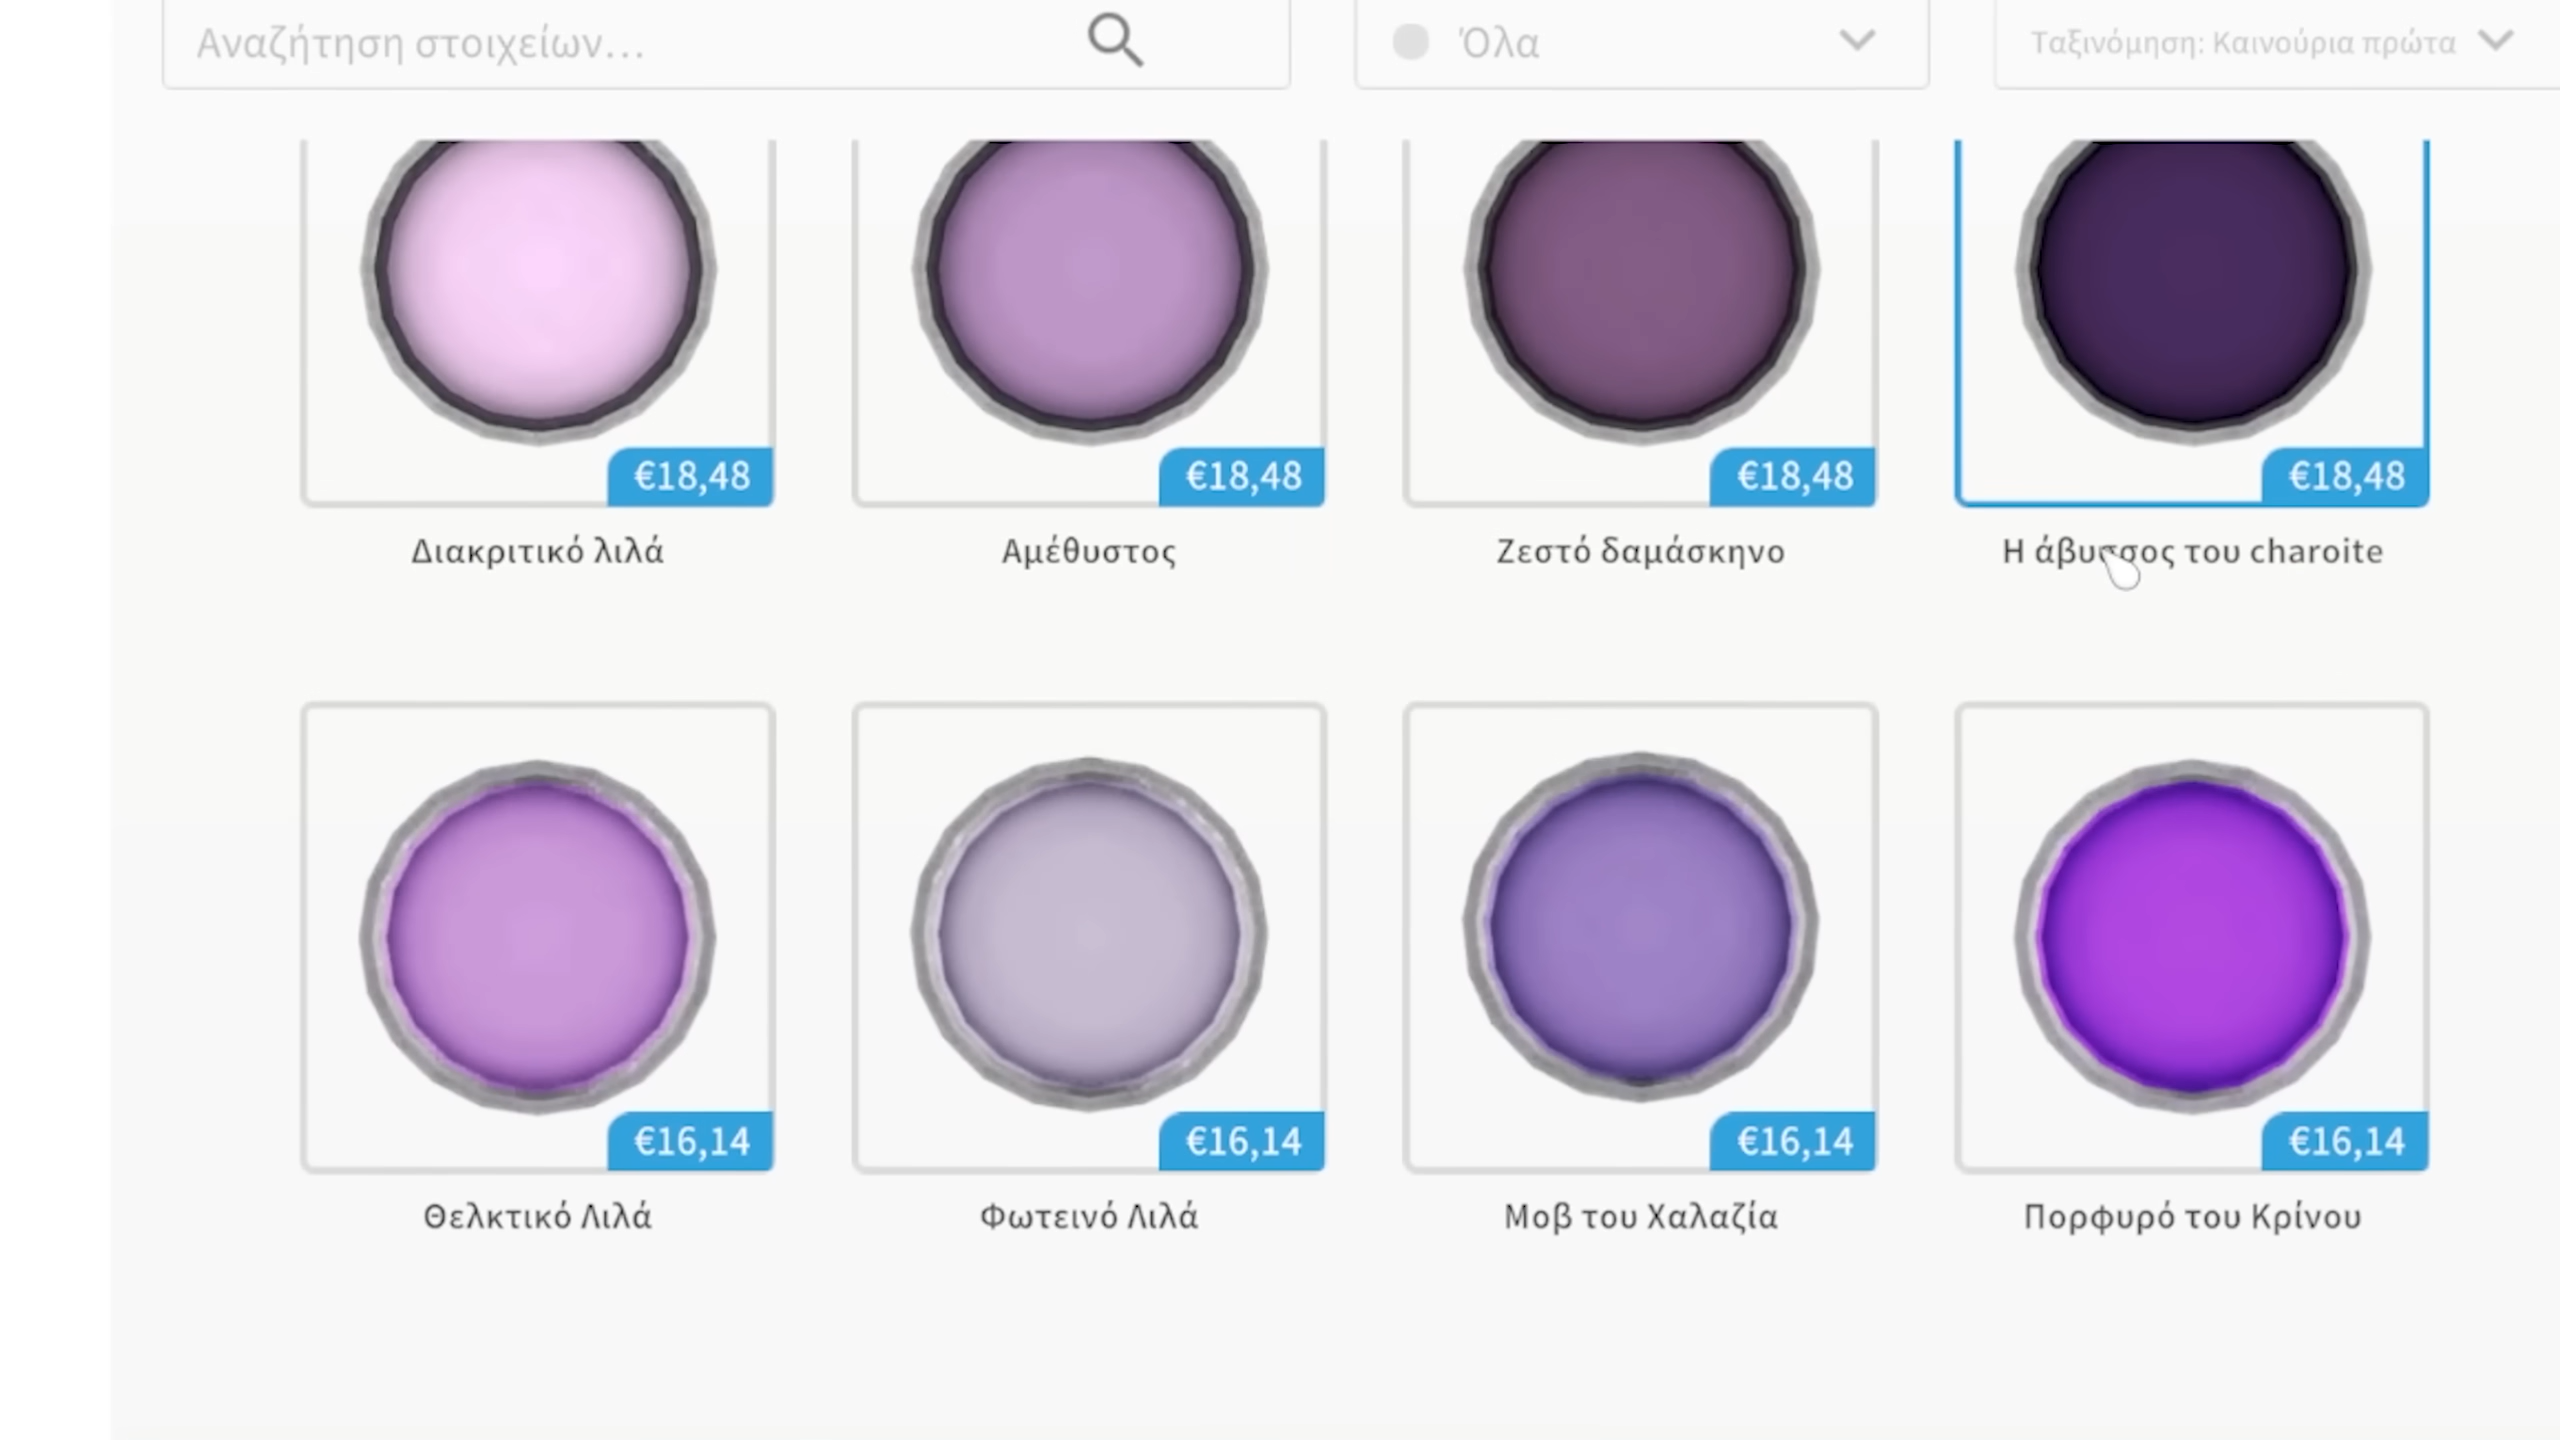 Αναζήτηση στοιχείων...
Όλα
Ταξινόμηση: Καινούρια πρώτα
€18,48 €18,48 €18,48 €18,48
Διακριτικό λιλά Αμέθυστος Ζεστό δαμάσκηνο Η άβυσσος του charoite
€16,14 €16,14 €16,14 €16,14
Θελκτικό Λιλά Φωτεινό Λιλά Μοβ του Χαλαζία Πορφυρό του Κρίνου